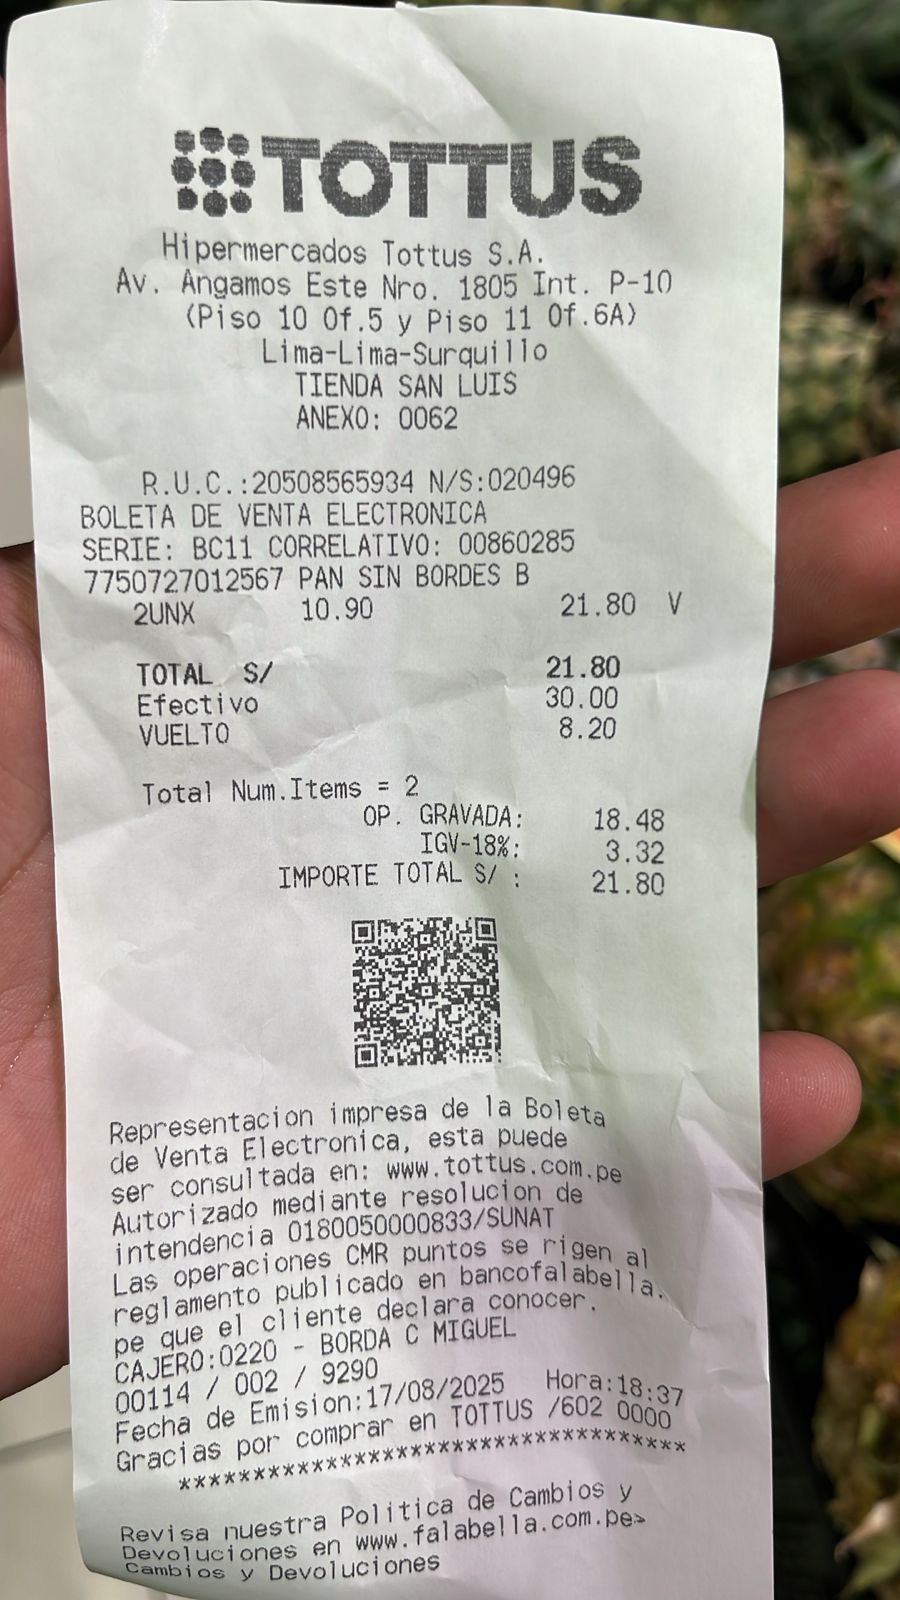 TOTTUS
Hipermercados Tottus S.A.
Av. Angamos Este Nro. 1805 Int. P-10
(Piso 10 Of.5 y Piso 11 Of.6A)
Lima-Lima-Surquillo
TIENDA SAN LUIS
ANEXO: 0062
R.U.C.:20508565934 N/S:020496
BOLETA DE VENTA ELECTRONICA
SERIE: BC11 CORRELATIVO: 00860285
7750727012567 PAN SIN BORDES B
2UNX 10.90 21.80 V
TOTAL S/ 21.80
Efectivo 30.00
VUELTO 8.20
Total Num.Items = 2
OP. GRAVADA: 18.48
IGV-18%: 3.32
IMPORTE TOTAL S/ : 21.80
Representacion impresa de la Boleta
de Venta Electronica, esta puede
ser consultada en: www.tottus.com.pe
Autorizado mediante resolucion de
intendencia 0180050000833/SUNAT
Las operaciones CMR puntos se rigen al
reglamento publicado en bancofalabella.
pe que el cliente declara conocer.
CAJERO:0220 - BORDA C MIGUEL
00114 / 002 / 9290
Fecha de Emision:17/08/2025 Hora:18:37
Gracias por comprar en TOTTUS /602 0000
**************************************
Revisa nuestra Politica de Cambios y
Devoluciones en www.falabella.com.pe>
Cambios y Devoluciones